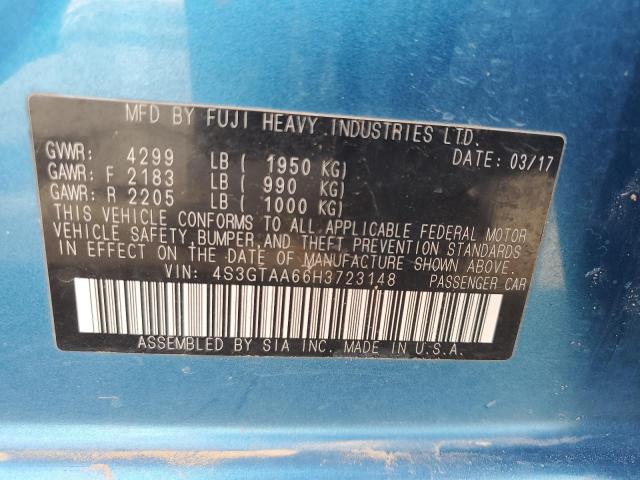 MFD BY FUJI HEAVY INDUSTRIES LTD.
GVWR: 4299 LB ( 1950 KG) DATE: 03/17
GAWR: F 2183 LB ( 990 KG)
GAWR: R 2205 LB ( 1000 KG)
THIS VEHICLE CONFORMS TO ALL APPLICABLE FEDERAL MOTOR
VEHICLE SAFETY, BUMPER, AND THEFT PREVENTION STANDARDS
IN EFFECT ON THE DATE OF MANUFACTURE SHOWN ABOVE.
VIN: 4S3GTAA66H3723148 PASSENGER CAR
ASSEMBLED BY SIA INC. MADE IN U.S.A.